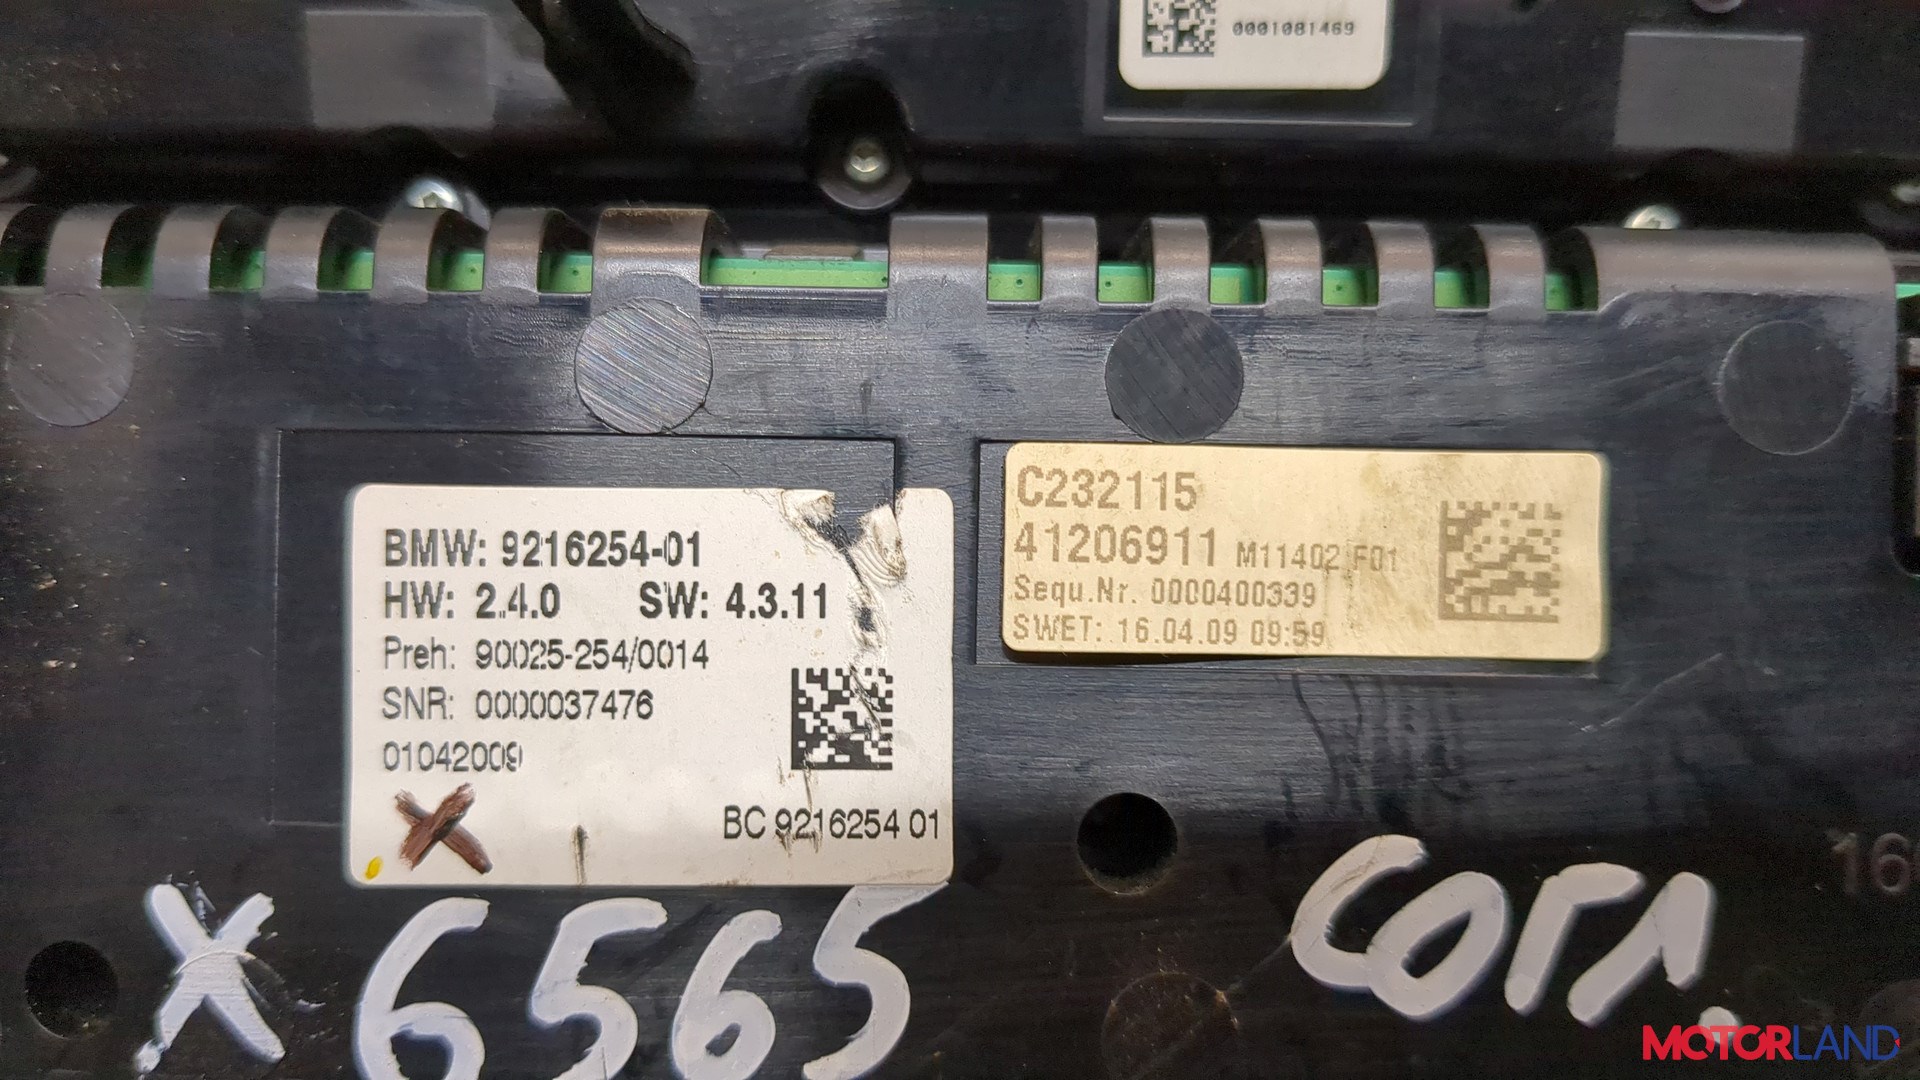 0001081469
BMW: 9216254-01
HW: 2.4.0 SW: 4.3.11
Preh: 90025-254/0014
SNR: 0000037476
01042009
BC 9216254 01
C232115
41206911 M11402 F01
Sequ.Nr. 0000400339
SWET: 16.04.09 09:59
X 6565
MOTORLAND